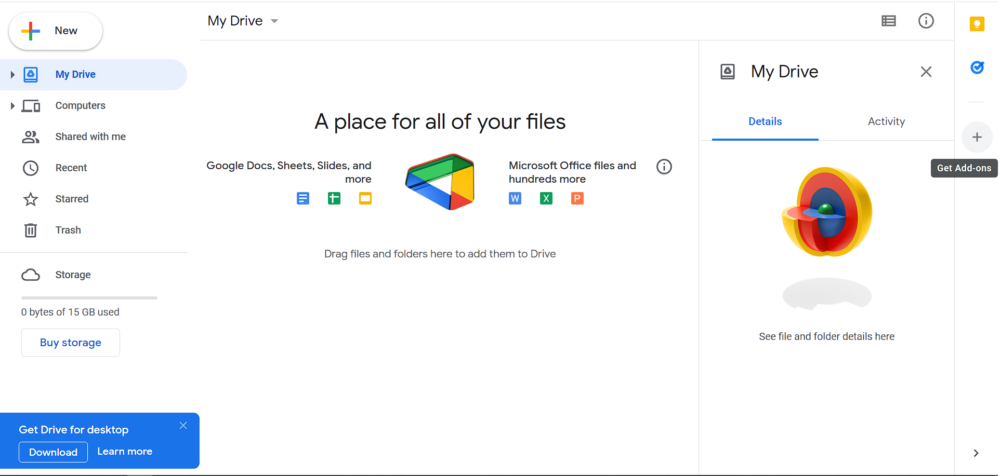 New
My Drive
Computers
Shared with me
Recent
Starred
Trash
Storage
0 bytes of 15 GB used
Buy storage
Get Drive for desktop
Download
Learn more
My Drive
A place for all of your files
Google Docs, Sheets, Slides, and
more
Microsoft Office files and
hundreds more
W
X
P
Drag files and folders here to add them to Drive
My Drive
Details
Activity
See file and folder details here
Get Add-ons